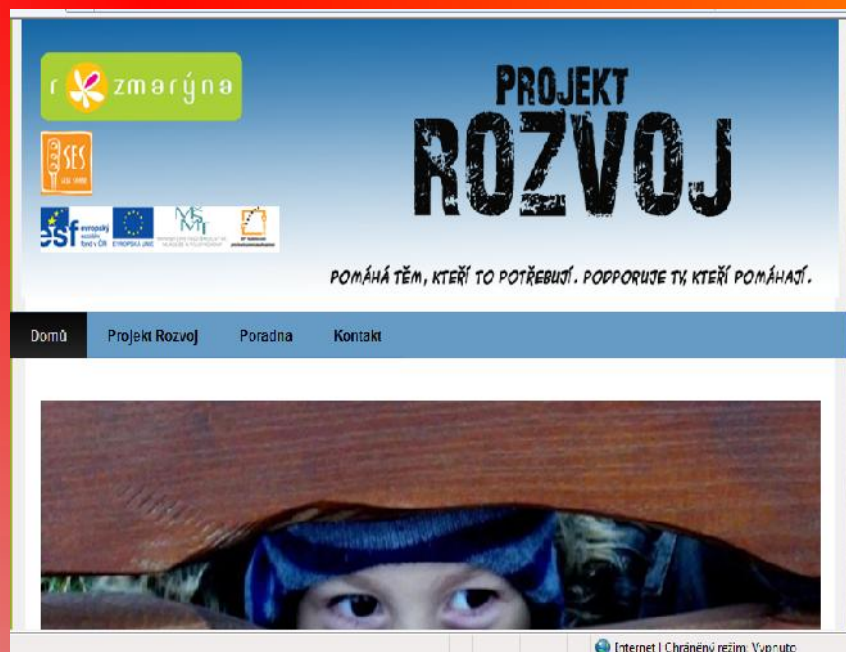 rozmarýna
PROJEKT
ROZVOJ
SES
esf evropský sociální fond v ČR EVROPSKÁ UNIE
POMÁHÁ TĚM, KTEŘÍ TO POTŘEBUJÍ. PODPORUJE TY, KTEŘÍ POMÁHAJÍ.
Domů Projekt Rozvoj Poradna Kontakt
Internet | Chráněný režim: Vypnuto